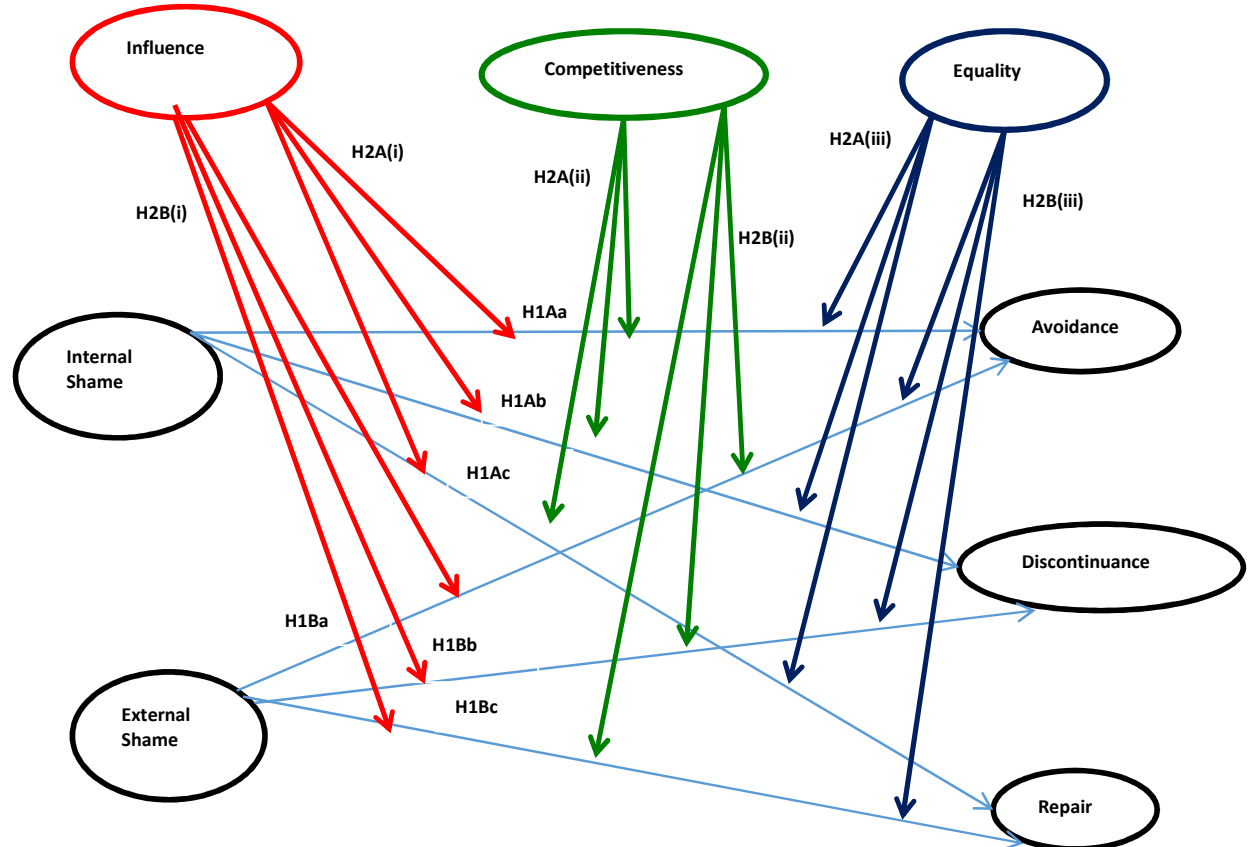 Influence
Competitiveness
Equality
H2A(i)
H2A(ii)
H2A(iii)
H2B(i)
H2B(ii)
H2B(iii)
H1Aa
Internal
Shame
Avoidance
H1Ab
H1Ac
Discontinuance
H1Ba
H1Bb
H1Bc
External
Shame
Repair